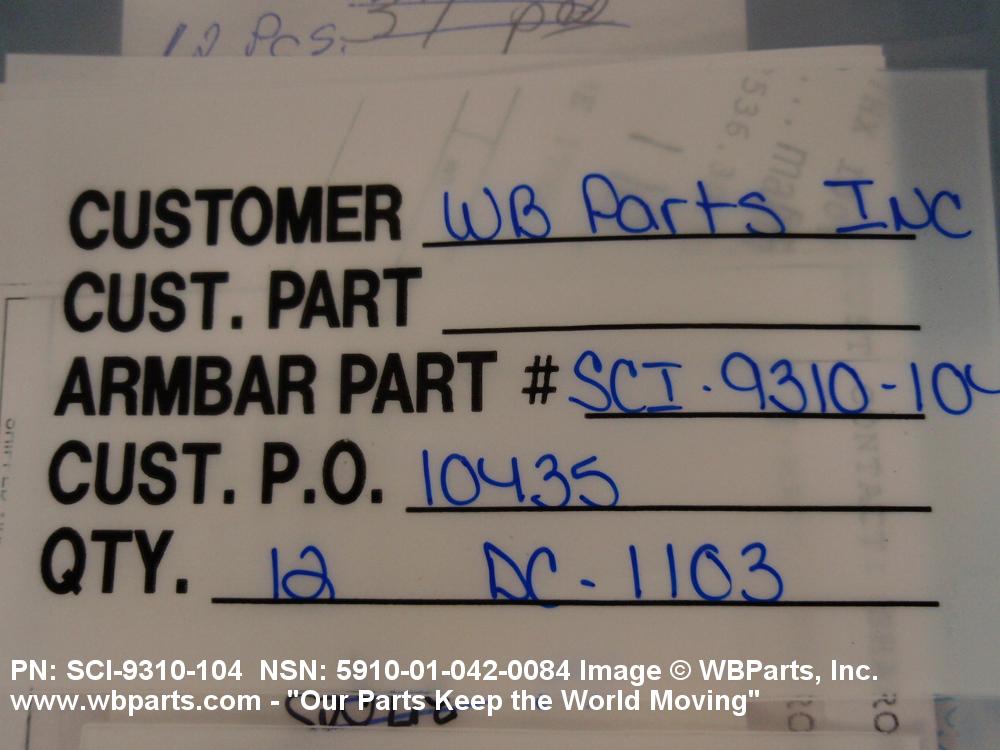 12 Pcs.
CUSTOMER WB Parts INC
CUST. PART
ARMBAR PART # SCI-9310-104
CUST. P.O. 10435
QTY. 12 DC-1103
PN: SCI-9310-104 NSN: 5910-01-042-0084 Image © WBParts, Inc.
www.wbparts.com - "Our Parts Keep the World Moving"